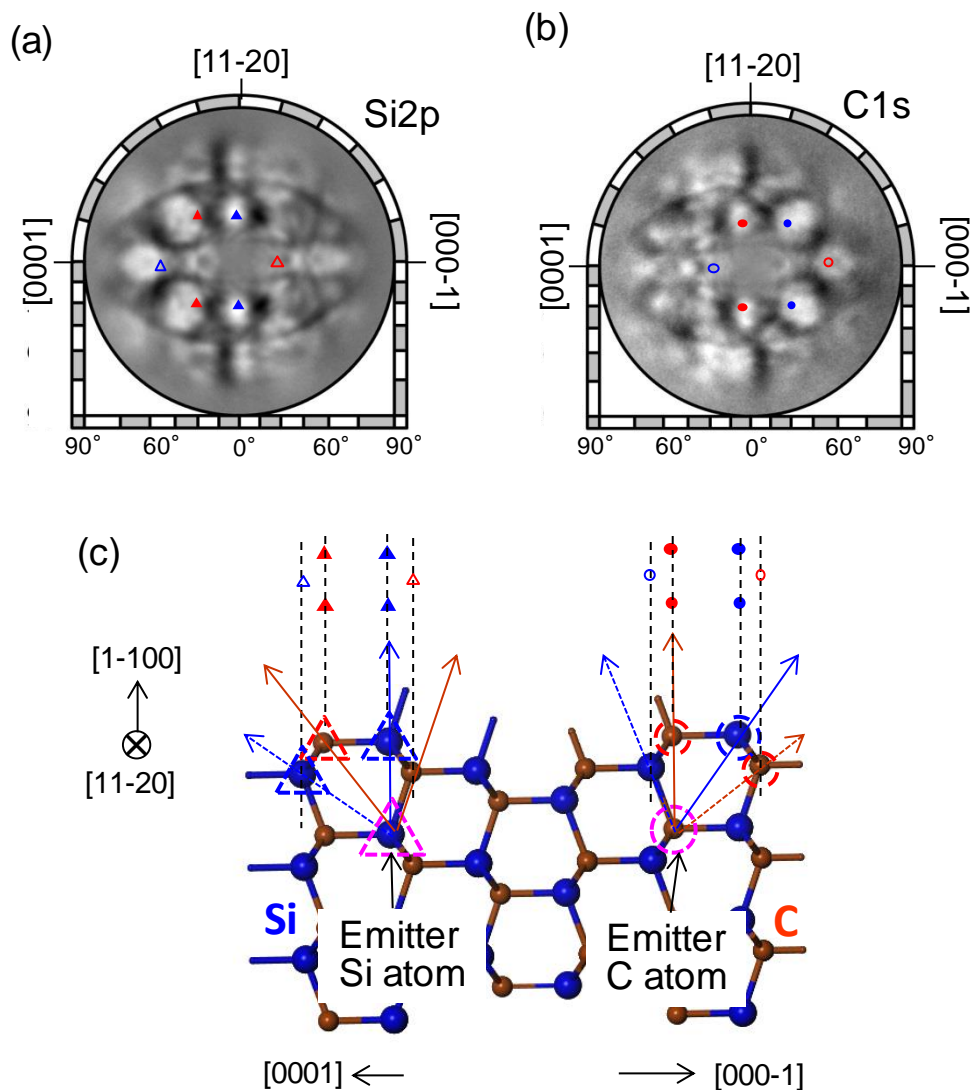 (a)
[11-20]
Si2p
[0001]
[000-1]
90° 60° 0° 60° 90°
(b)
[11-20]
C1s
[0001]
[000-1]
90° 60° 0° 60° 90°
(c)
[1-100]
[11-20]
Si
Emitter
Si atom
Emitter
C atom
C
[0001]
[000-1]